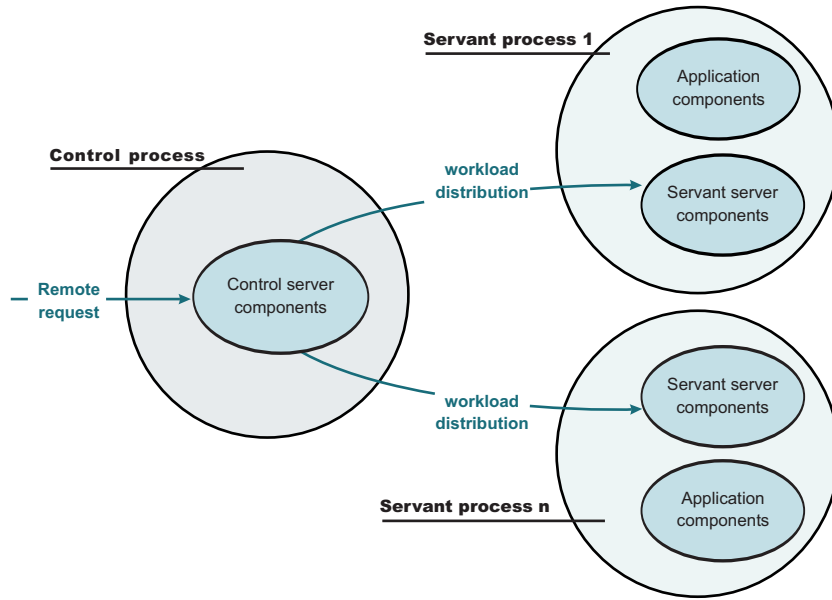 Servant process 1
Application
components
Control process
workload
distribution
Servant server
components
Remote
request
Control server
components
Servant server
components
workload
distribution
Servant process n
Application
components